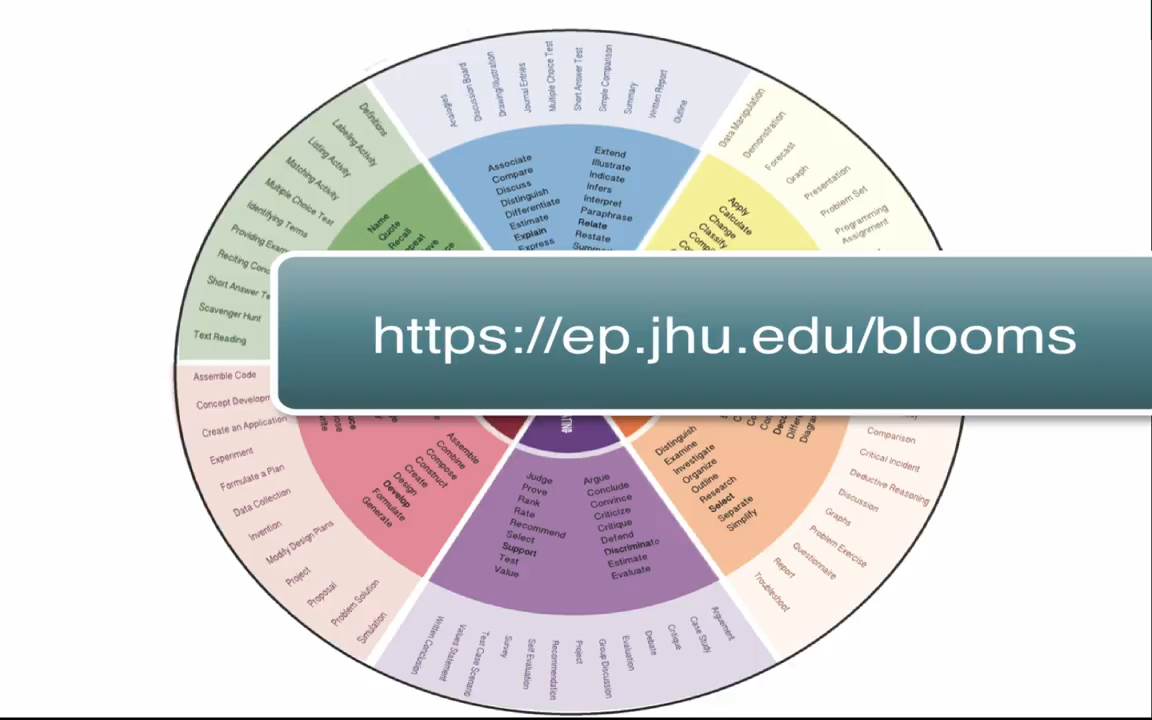 Analogies
Discussion Board
Drawing/Illustration
Journal Entries
Multiple Choice Test
Short Answer Test
Simple Comparison
Summary
Written Report
Outline
Associate
Compare
Discuss
Distinguish
Differentiate
Estimate
Explain
Express
Extend
Illustrate
Indicate
Infers
Interpret
Paraphrase
Relate
Restate
Data Manipulation
Demonstration
Forecast
Graph
Presentation
Problem Set
Programming
Assignment
Apply
Calculate
Change
Classify
Definitions
Labeling Activity
Listing Activity
Matching Activity
Multiple Choice Test
Identifying Terms
Providing
Reciting
Short Answer
Scavenger Hunt
Text Reading
Name
Quote
Recall
https://ep.jhu.edu/blooms
Assemble Code
Concept
Create an Application
Experiment
Formulate a Plan
Data Collection
Invention
Modify Design Plans
Project
Proposal
Problem Solution
Simulation
Assemble
Combine
Compose
Construct
Create
Design
Develop
Formulate
Generate
Judge
Prove
Rank
Rate
Recommend
Select
Support
Test
Value
Argue
Conclude
Convince
Criticize
Critique
Defend
Discriminate
Estimate
Evaluate
Written Conclusion
Values Statement
Test Case Scenario
Survey
Self Evaluation
Recommendation
Project
Group Discussion
Evaluation
Debate
Critique
Case Study
Arguement
Distinguish
Examine
Investigate
Organize
Outline
Research
Select
Separate
Simplify
Comparison
Critical Incident
Deductive Reasoning
Discussion
Graphs
Problem Exercise
Questionnaire
Report
Troubleshoot